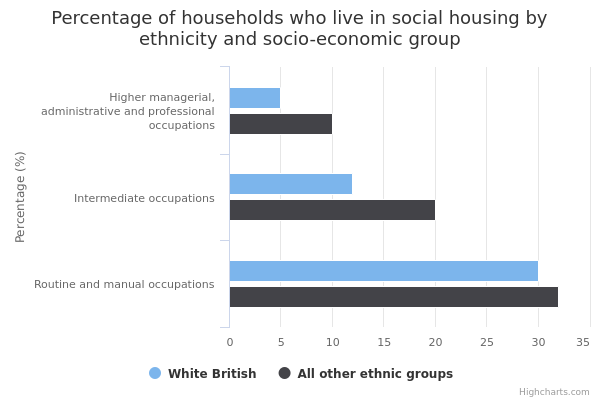 Percentage of households who live in social housing by
ethnicity and socio-economic group
Percentage (%)
Higher managerial,
administrative and professional
occupations
Intermediate occupations
Routine and manual occupations
0 5 10 15 20 25 30 35
White British All other ethnic groups
Highcharts.com